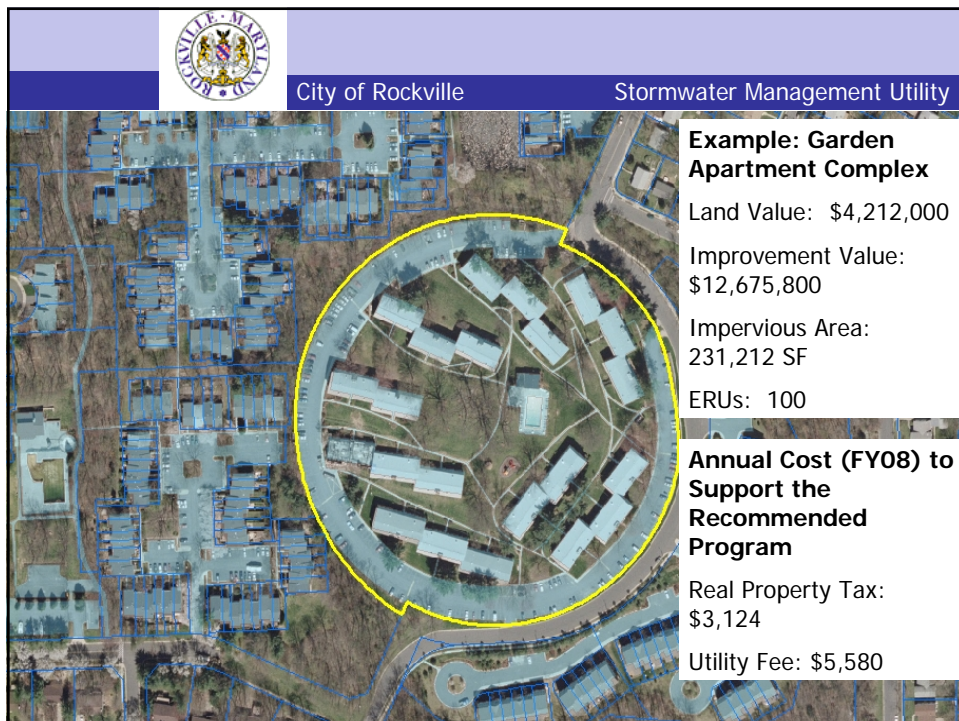 ROCKVILLE MARYLAND
City of Rockville
Stormwater Management Utility
Example: Garden
Apartment Complex
Land Value: $4,212,000
Improvement Value:
$12,675,800
Impervious Area:
231,212 SF
ERUs: 100
Annual Cost (FY08) to
Support the
Recommended
Program
Real Property Tax:
$3,124
Utility Fee: $5,580